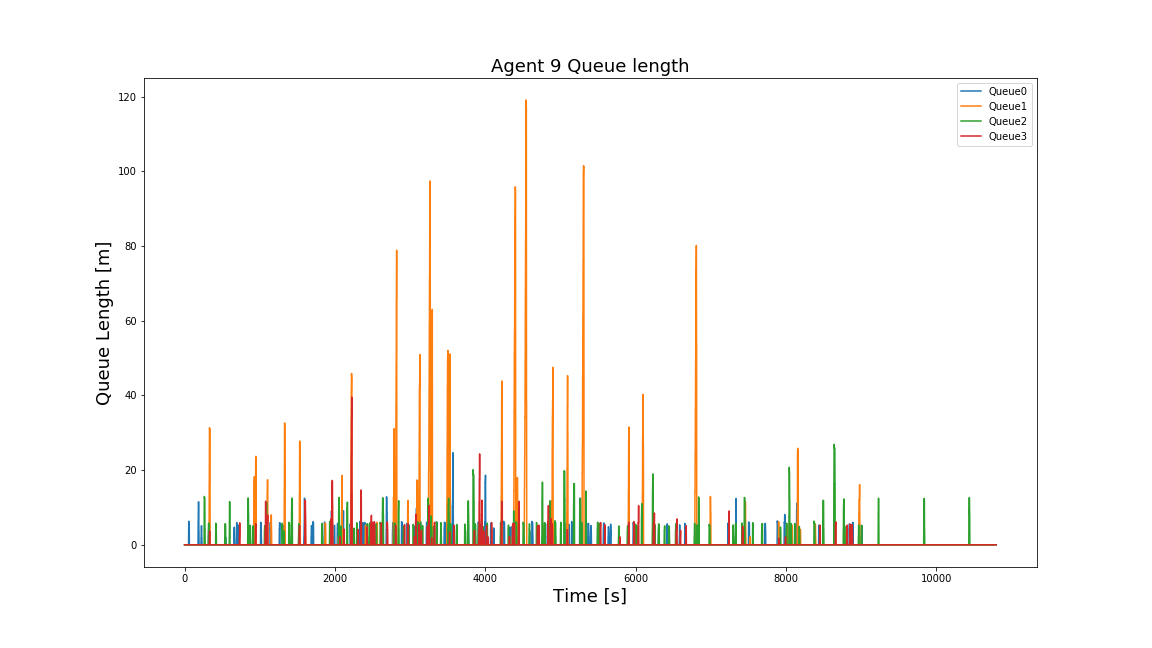 Agent 9 Queue length
Queue0
Queue1
Queue2
Queue3
Queue Length [m]
120
100
80
60
40
20
0
0 2000 4000 6000 8000 10000
Time [s]